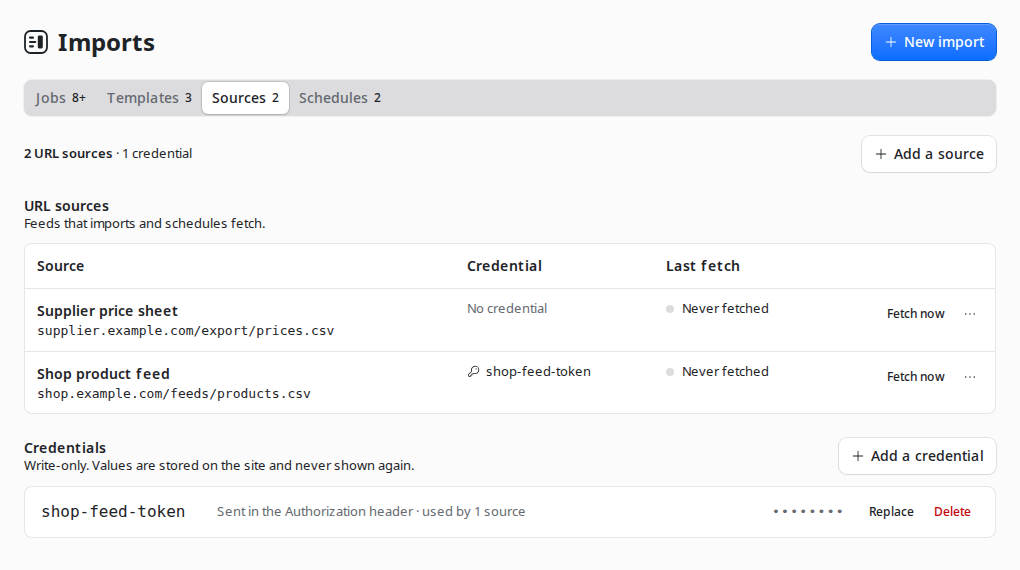 Imports
+ New import
Jobs 8+ Templates 3 Sources 2 Schedules 2
2 URL sources · 1 credential
+ Add a source
URL sources
Feeds that imports and schedules fetch.
Source Credential Last fetch
Supplier price sheet No credential Never fetched Fetch now ···
supplier.example.com/export/prices.csv
Shop product feed shop-feed-token Never fetched Fetch now ···
shop.example.com/feeds/products.csv
Credentials
Write-only. Values are stored on the site and never shown again.
+ Add a credential
shop-feed-token Sent in the Authorization header · used by 1 source •••••••• Replace Delete